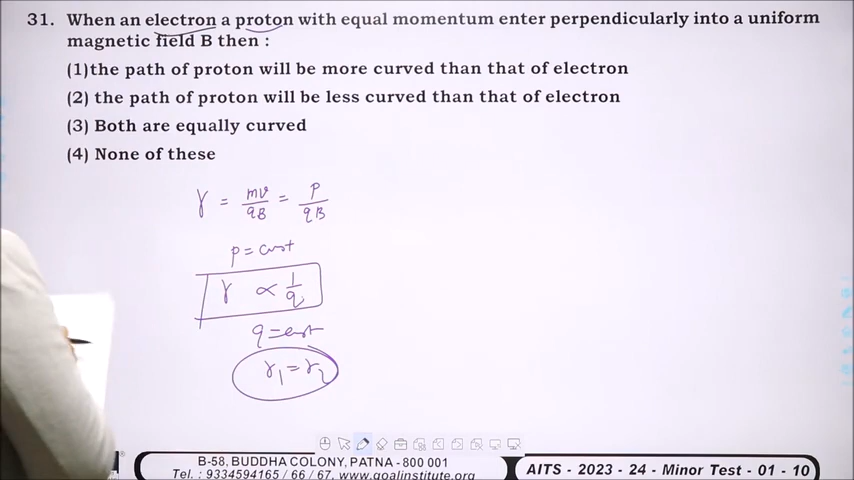 31. When an electron a proton with equal momentum enter perpendicularly into a uniform
magnetic field B then :
(1)the path of proton will be more curved than that of electron
(2) the path of proton will be less curved than that of electron
(3) Both are equally curved
(4) None of these
r = mv/qB = p/qB
p = const
r ∝ 1/q
q = const
r₁ = r₂
B-58, BUDDHA COLONY, PATNA - 800 001
Tel. : 9334594165 / 66 / 67, www.goalinstitute.org
AITS - 2023 - 24 - Minor Test - 01 - 10